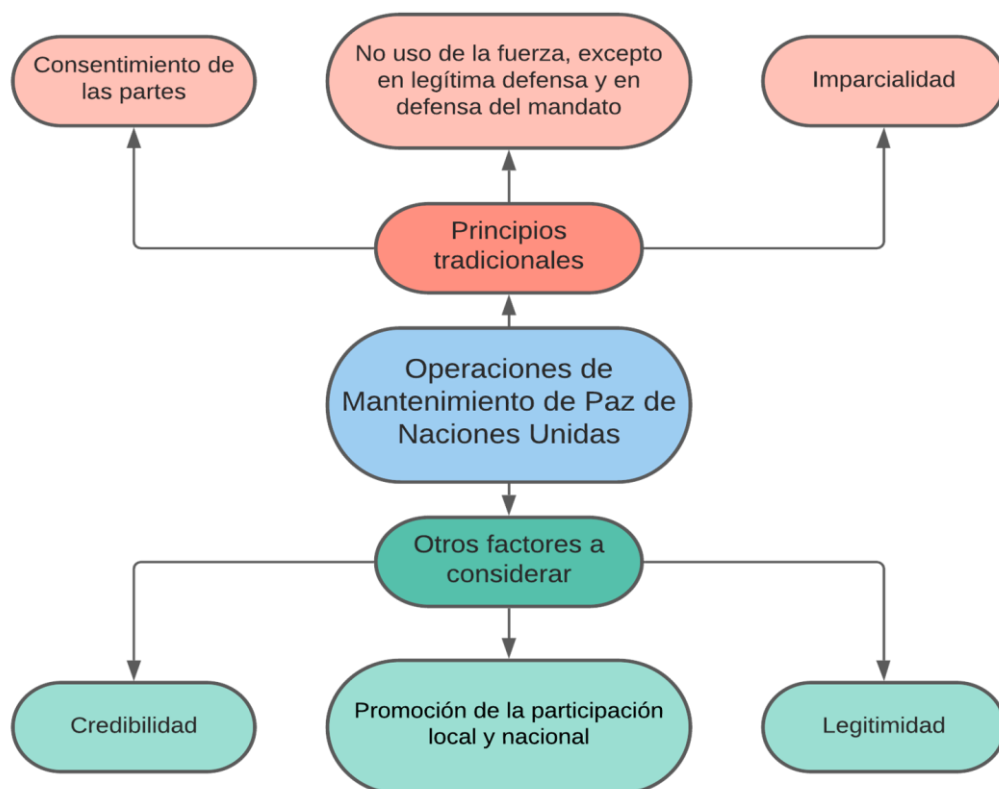 Consentimiento de
las partes
No uso de la fuerza, excepto
en legítima defensa y en
defensa del mandato
Imparcialidad
Principios
tradicionales
Operaciones de
Mantenimiento de Paz de
Naciones Unidas
Otros factores a
considerar
Credibilidad
Promoción de la participación
local y nacional
Legitimidad